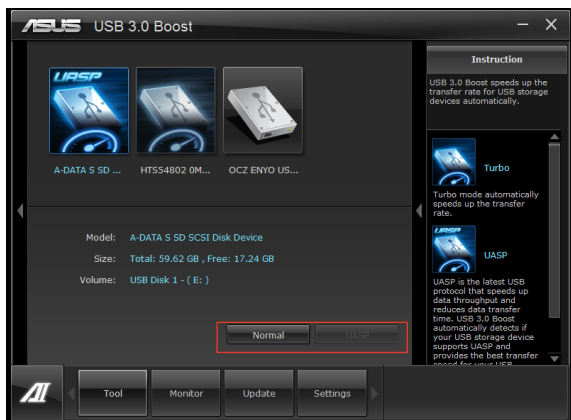 ASUS USB 3.0 Boost
Instruction
USB 3.0 Boost speeds up the
transfer rate for USB storage
devices automatically.
UASP
A-DATA S SD ...
HTS54802 0M...
OCZ ENYO US...
Turbo
Turbo mode automatically
speeds up the transfer
rate.
UASP
UASP
UASP is the latest USB
protocol that speeds up
data throughput and
reduces data transfer
time. USB 3.0 Boost
automatically detects if
your USB storage device
supports UASP and
provides the best transfer
speed for your USB
Model: A-DATA S SD SCSI Disk Device
Size: Total: 59.62 GB , Free: 17.24 GB
Volume: USB Disk 1 - ( E: )
Normal
UASP
Tool
Monitor
Update
Settings